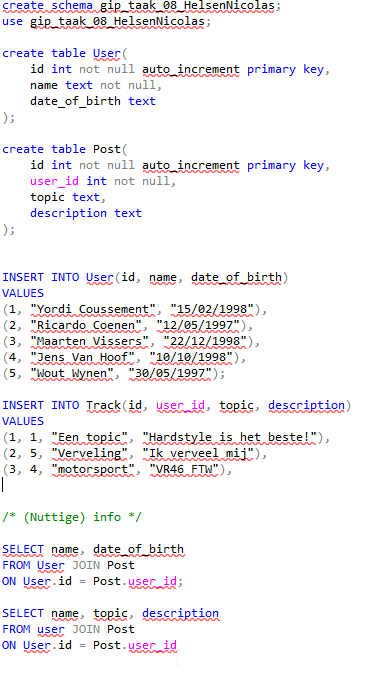 create schema gip_taak_08_HelsenNicolas;
use gip_taak_08_HelsenNicolas;
create table User(
id int not null auto_increment primary key,
name text not null,
date_of_birth text
);
create table Post(
id int not null auto_increment primary key,
user_id int not null,
topic text,
description text
);
INSERT INTO User(id, name, date_of_birth)
VALUES
(1, "Yordi Coussement", "15/02/1998"),
(2, "Ricardo Coenen", "12/05/1997"),
(3, "Maarten Vissers", "22/12/1998"),
(4, "Jens Van Hoof", "10/10/1998"),
(5, "Wout Wynen", "30/05/1997");
INSERT INTO Track(id, user_id, topic, description)
VALUES
(1, 1, "Een topic", "Hardstyle is het beste!"),
(2, 5, "Verveling", "Ik verveel mij"),
(3, 4, "motorsport", "VR46 FTW"),
/* (Nuttige) info */
SELECT name, date_of_birth
FROM User JOIN Post
ON User.id = Post.user_id;
SELECT name, topic, description
FROM user JOIN Post
ON User.id = Post.user_id